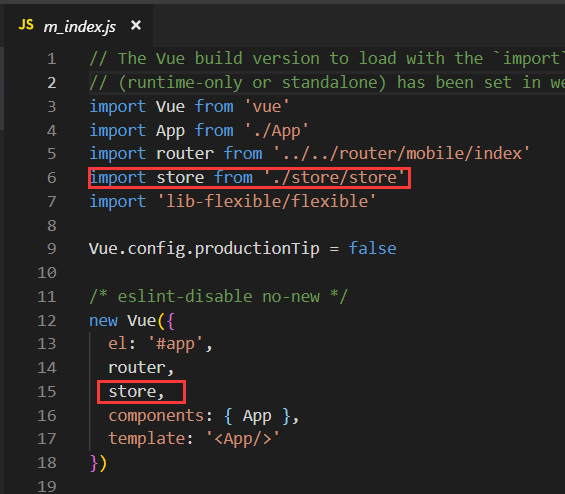 JS m_index.js ×
1 // The Vue build version to load with the `import`
2 // (runtime-only or standalone) has been set in we
3 import Vue from 'vue'
4 import App from './App'
5 import router from '../../router/mobile/index'
6 import store from './store/store'
7 import 'lib-flexible/flexible'
8
9 Vue.config.productionTip = false
10
11 /* eslint-disable no-new */
12 new Vue({
13   el: '#app',
14   router,
15   store,
16   components: { App },
17   template: '<App/>'
18 })
19